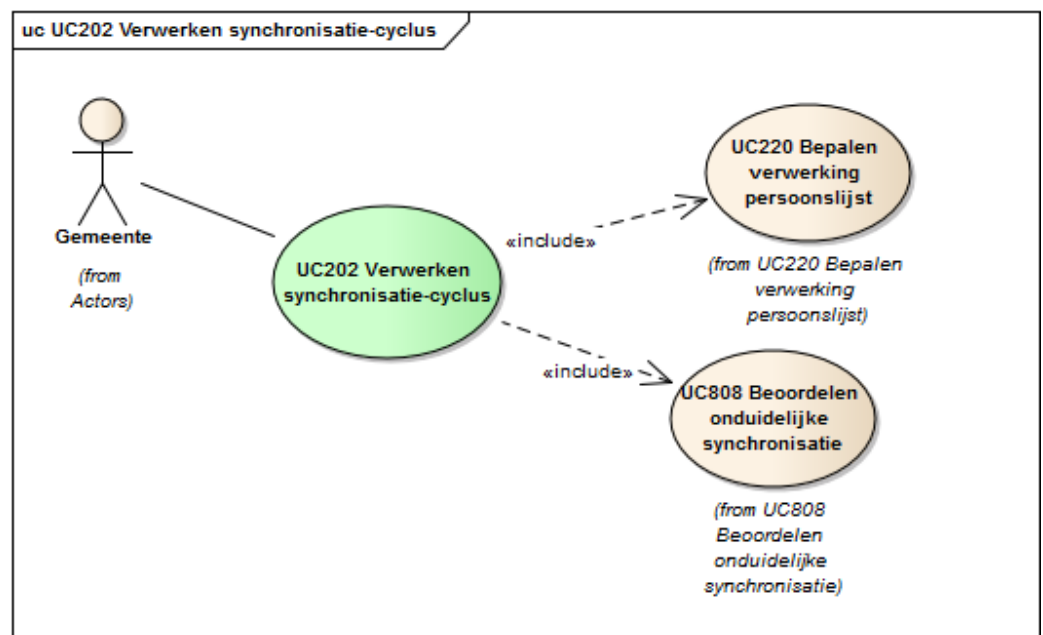 uc UC202 Verwerken synchronisatie-cyclus
Gemeente
(from
Actors)
UC202 Verwerken
synchronisatie-cyclus
«include»
«include»
UC220 Bepalen
verwerking
persoonslijst
(from UC220 Bepalen
verwerking
persoonslijst)
UC808 Beoordelen
onduidelijke
synchronisatie
(from UC808
Beoordelen
onduidelijke
synchronisatie)